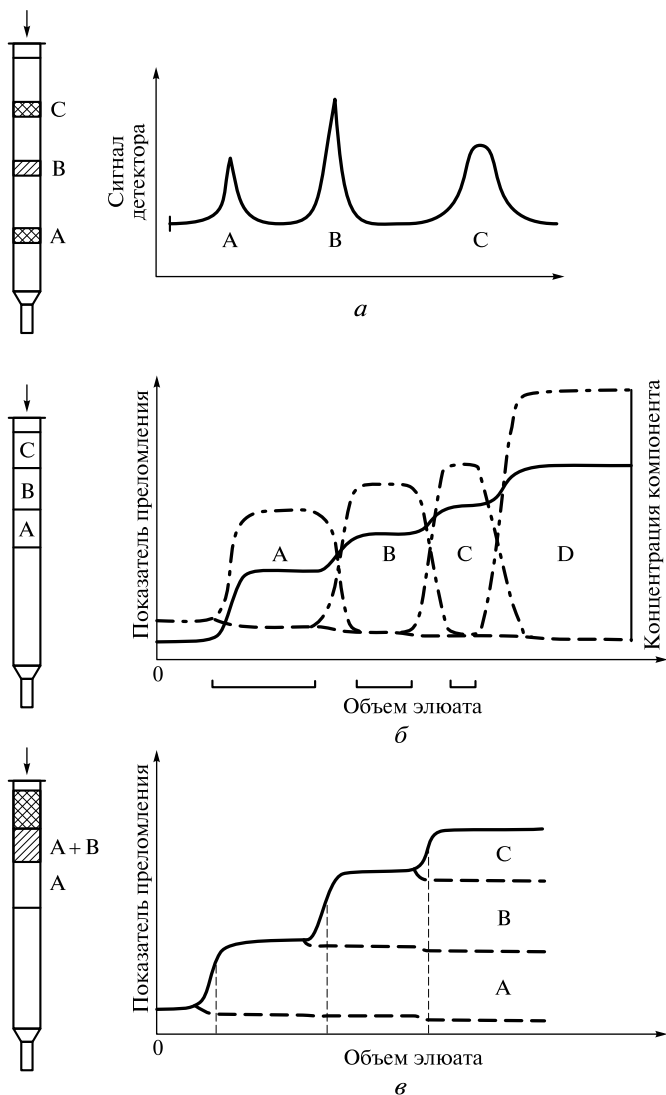 C
B
A
Сигнал
детектора
A
B
C
а
C
B
A
Показатель преломления
A
B
C
D
Концентрация компонента
0
Объем элюата
б
A + B
A
Показатель преломления
C
B
A
0
Объем элюата
в